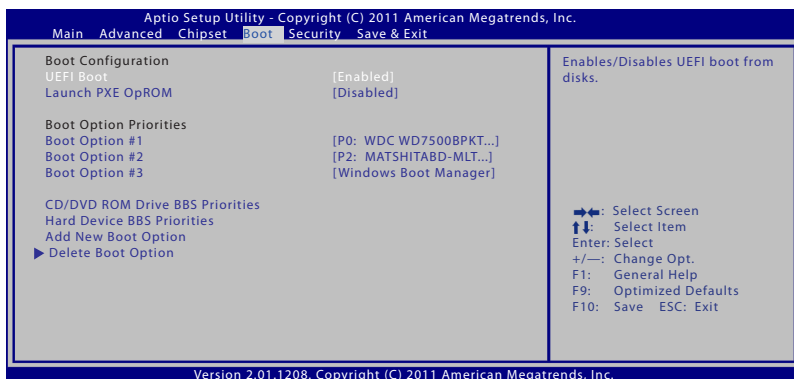 Aptio Setup Utility - Copyright (C) 2011 American Megatrends, Inc.
Main Advanced Chipset Boot Security Save & Exit
Boot Configuration
UEFI Boot [Enabled]
Launch PXE OpROM [Disabled]
Boot Option Priorities
Boot Option #1 [P0: WDC WD7500BPKT...]
Boot Option #2 [P2: MATSHITABD-MLT...]
Boot Option #3 [Windows Boot Manager]
CD/DVD ROM Drive BBS Priorities
Hard Device BBS Priorities
Add New Boot Option
Delete Boot Option
Enables/Disables UEFI boot from
disks.
→←: Select Screen
↑↓: Select Item
Enter: Select
+/—: Change Opt.
F1: General Help
F9: Optimized Defaults
F10: Save ESC: Exit
Version 2.01.1208. Copyright (C) 2011 American Megatrends, Inc.